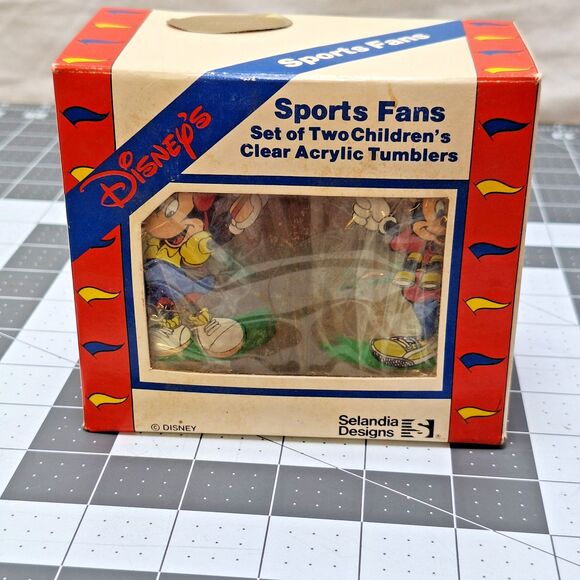 Sports Fans
Disney's
Sports Fans
Set of Two Children's
Clear Acrylic Tumblers
© DISNEY
Selandia
Designs